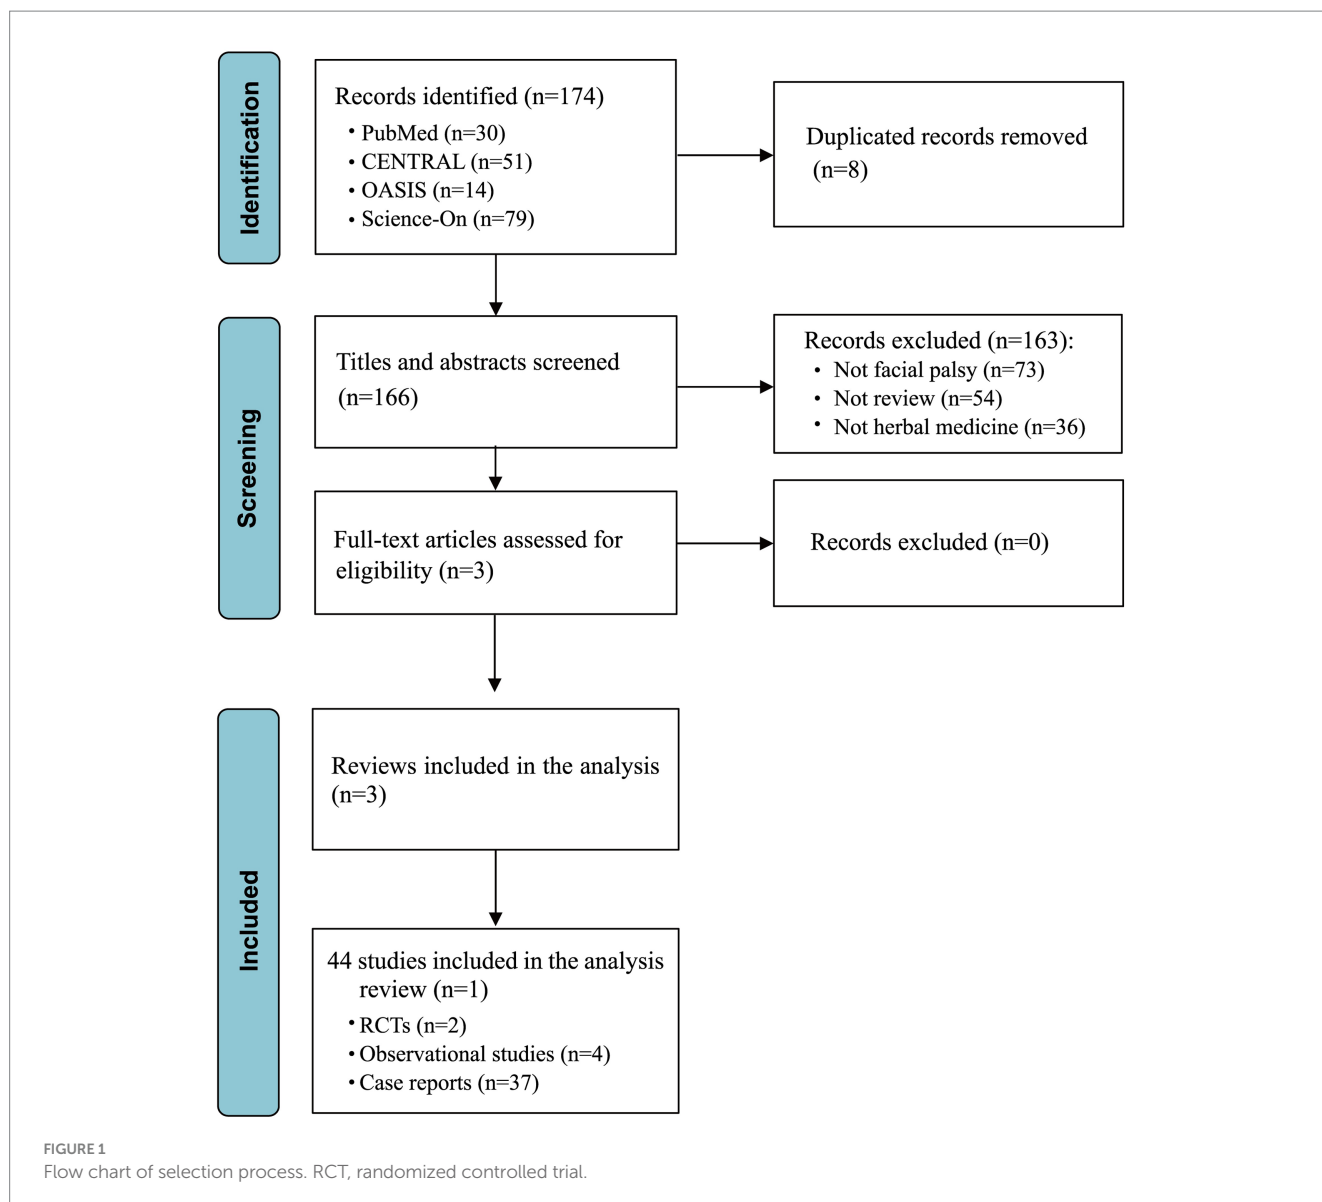 Identification
Records identified (n=174)
• PubMed (n=30)
• CENTRAL (n=51)
• OASIS (n=14)
• Science-On (n=79)
Duplicated records removed
(n=8)
Screening
Titles and abstracts screened
(n=166)
Records excluded (n=163):
• Not facial palsy (n=73)
• Not review (n=54)
• Not herbal medicine (n=36)
Full-text articles assessed for
eligibility (n=3)
Records excluded (n=0)
Included
Reviews included in the analysis
(n=3)
44 studies included in the analysis
review (n=1)
• RCTs (n=2)
• Observational studies (n=4)
• Case reports (n=37)
FIGURE 1
Flow chart of selection process. RCT, randomized controlled trial.